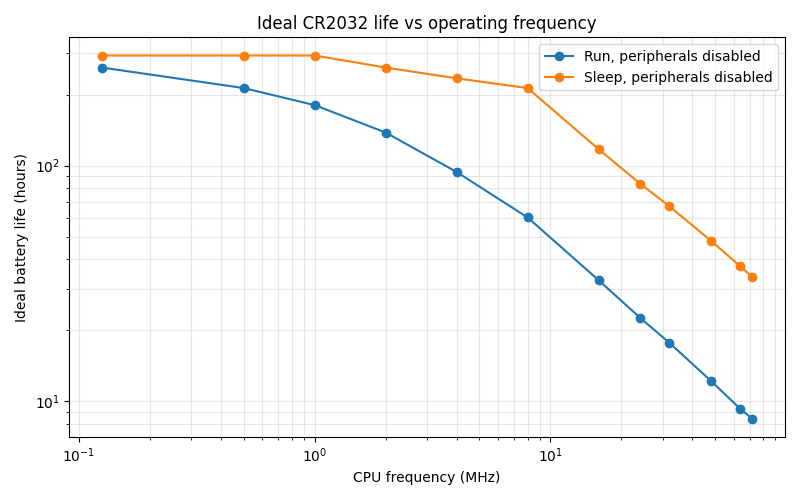 Ideal CR2032 life vs operating frequency
Run, peripherals disabled
Sleep, peripherals disabled
Ideal battery life (hours)
10²
10¹
10⁻¹
10⁰
10¹
CPU frequency (MHz)